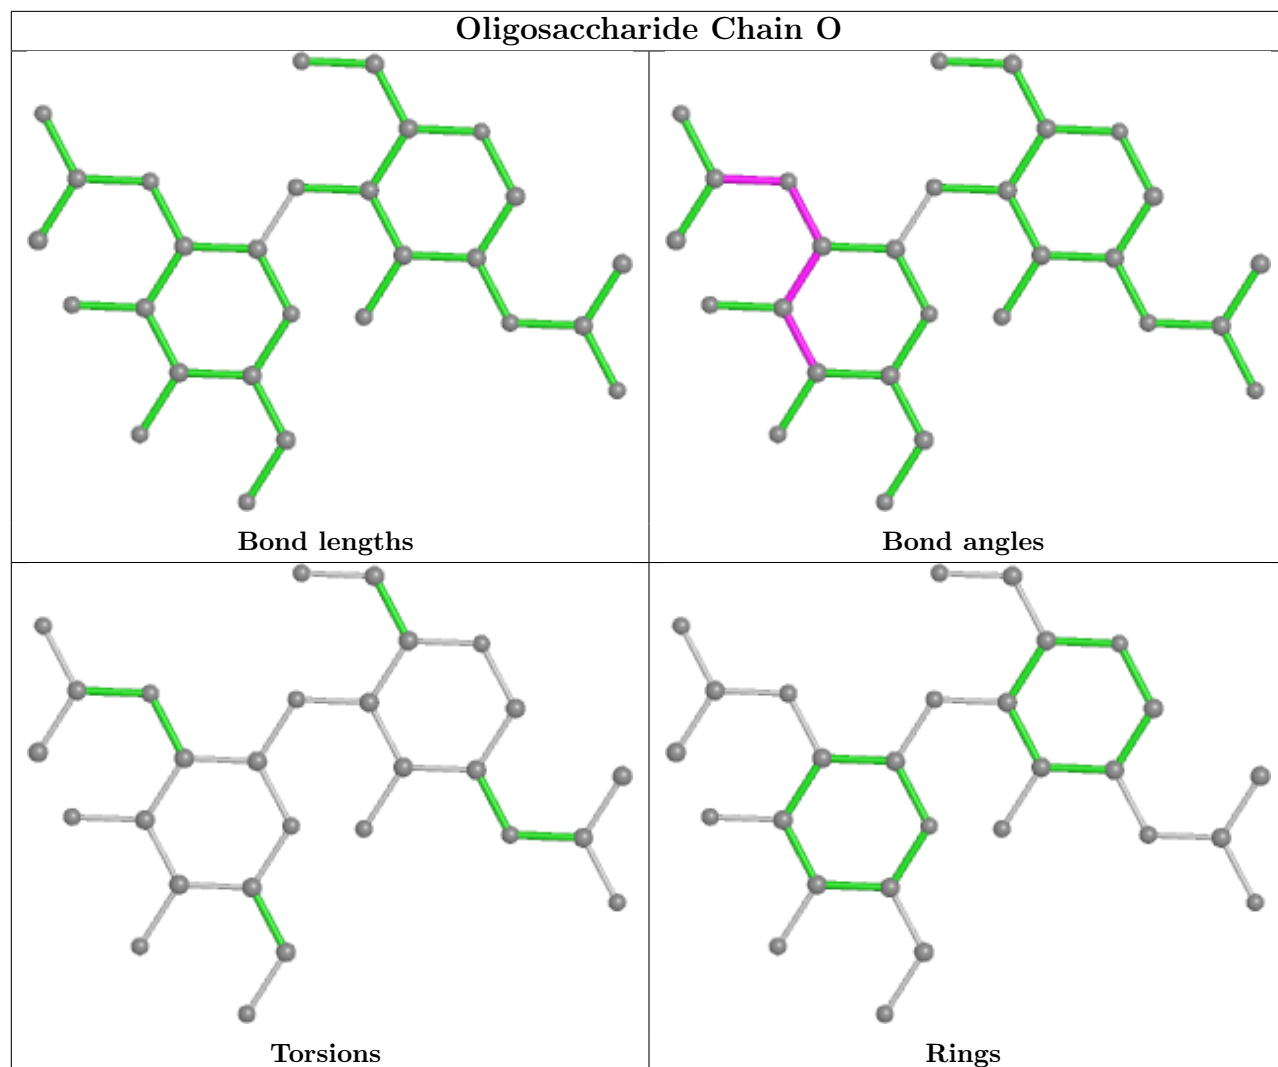 Oligosaccharide Chain O
Bond lengths
Bond angles
Torsions
Rings